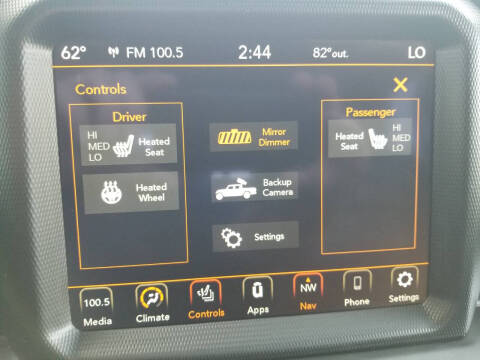 62° FM 100.5 2:44 82°out. LO
Controls
Driver
Passenger
HI
MED
LO
Heated
Seat
Mirror
Dimmer
Heated
Seat
HI
MED
LO
Heated
Wheel
Backup
Camera
Settings
100.5
Media
Climate
Controls
Apps
NW
Nav
Phone
Settings